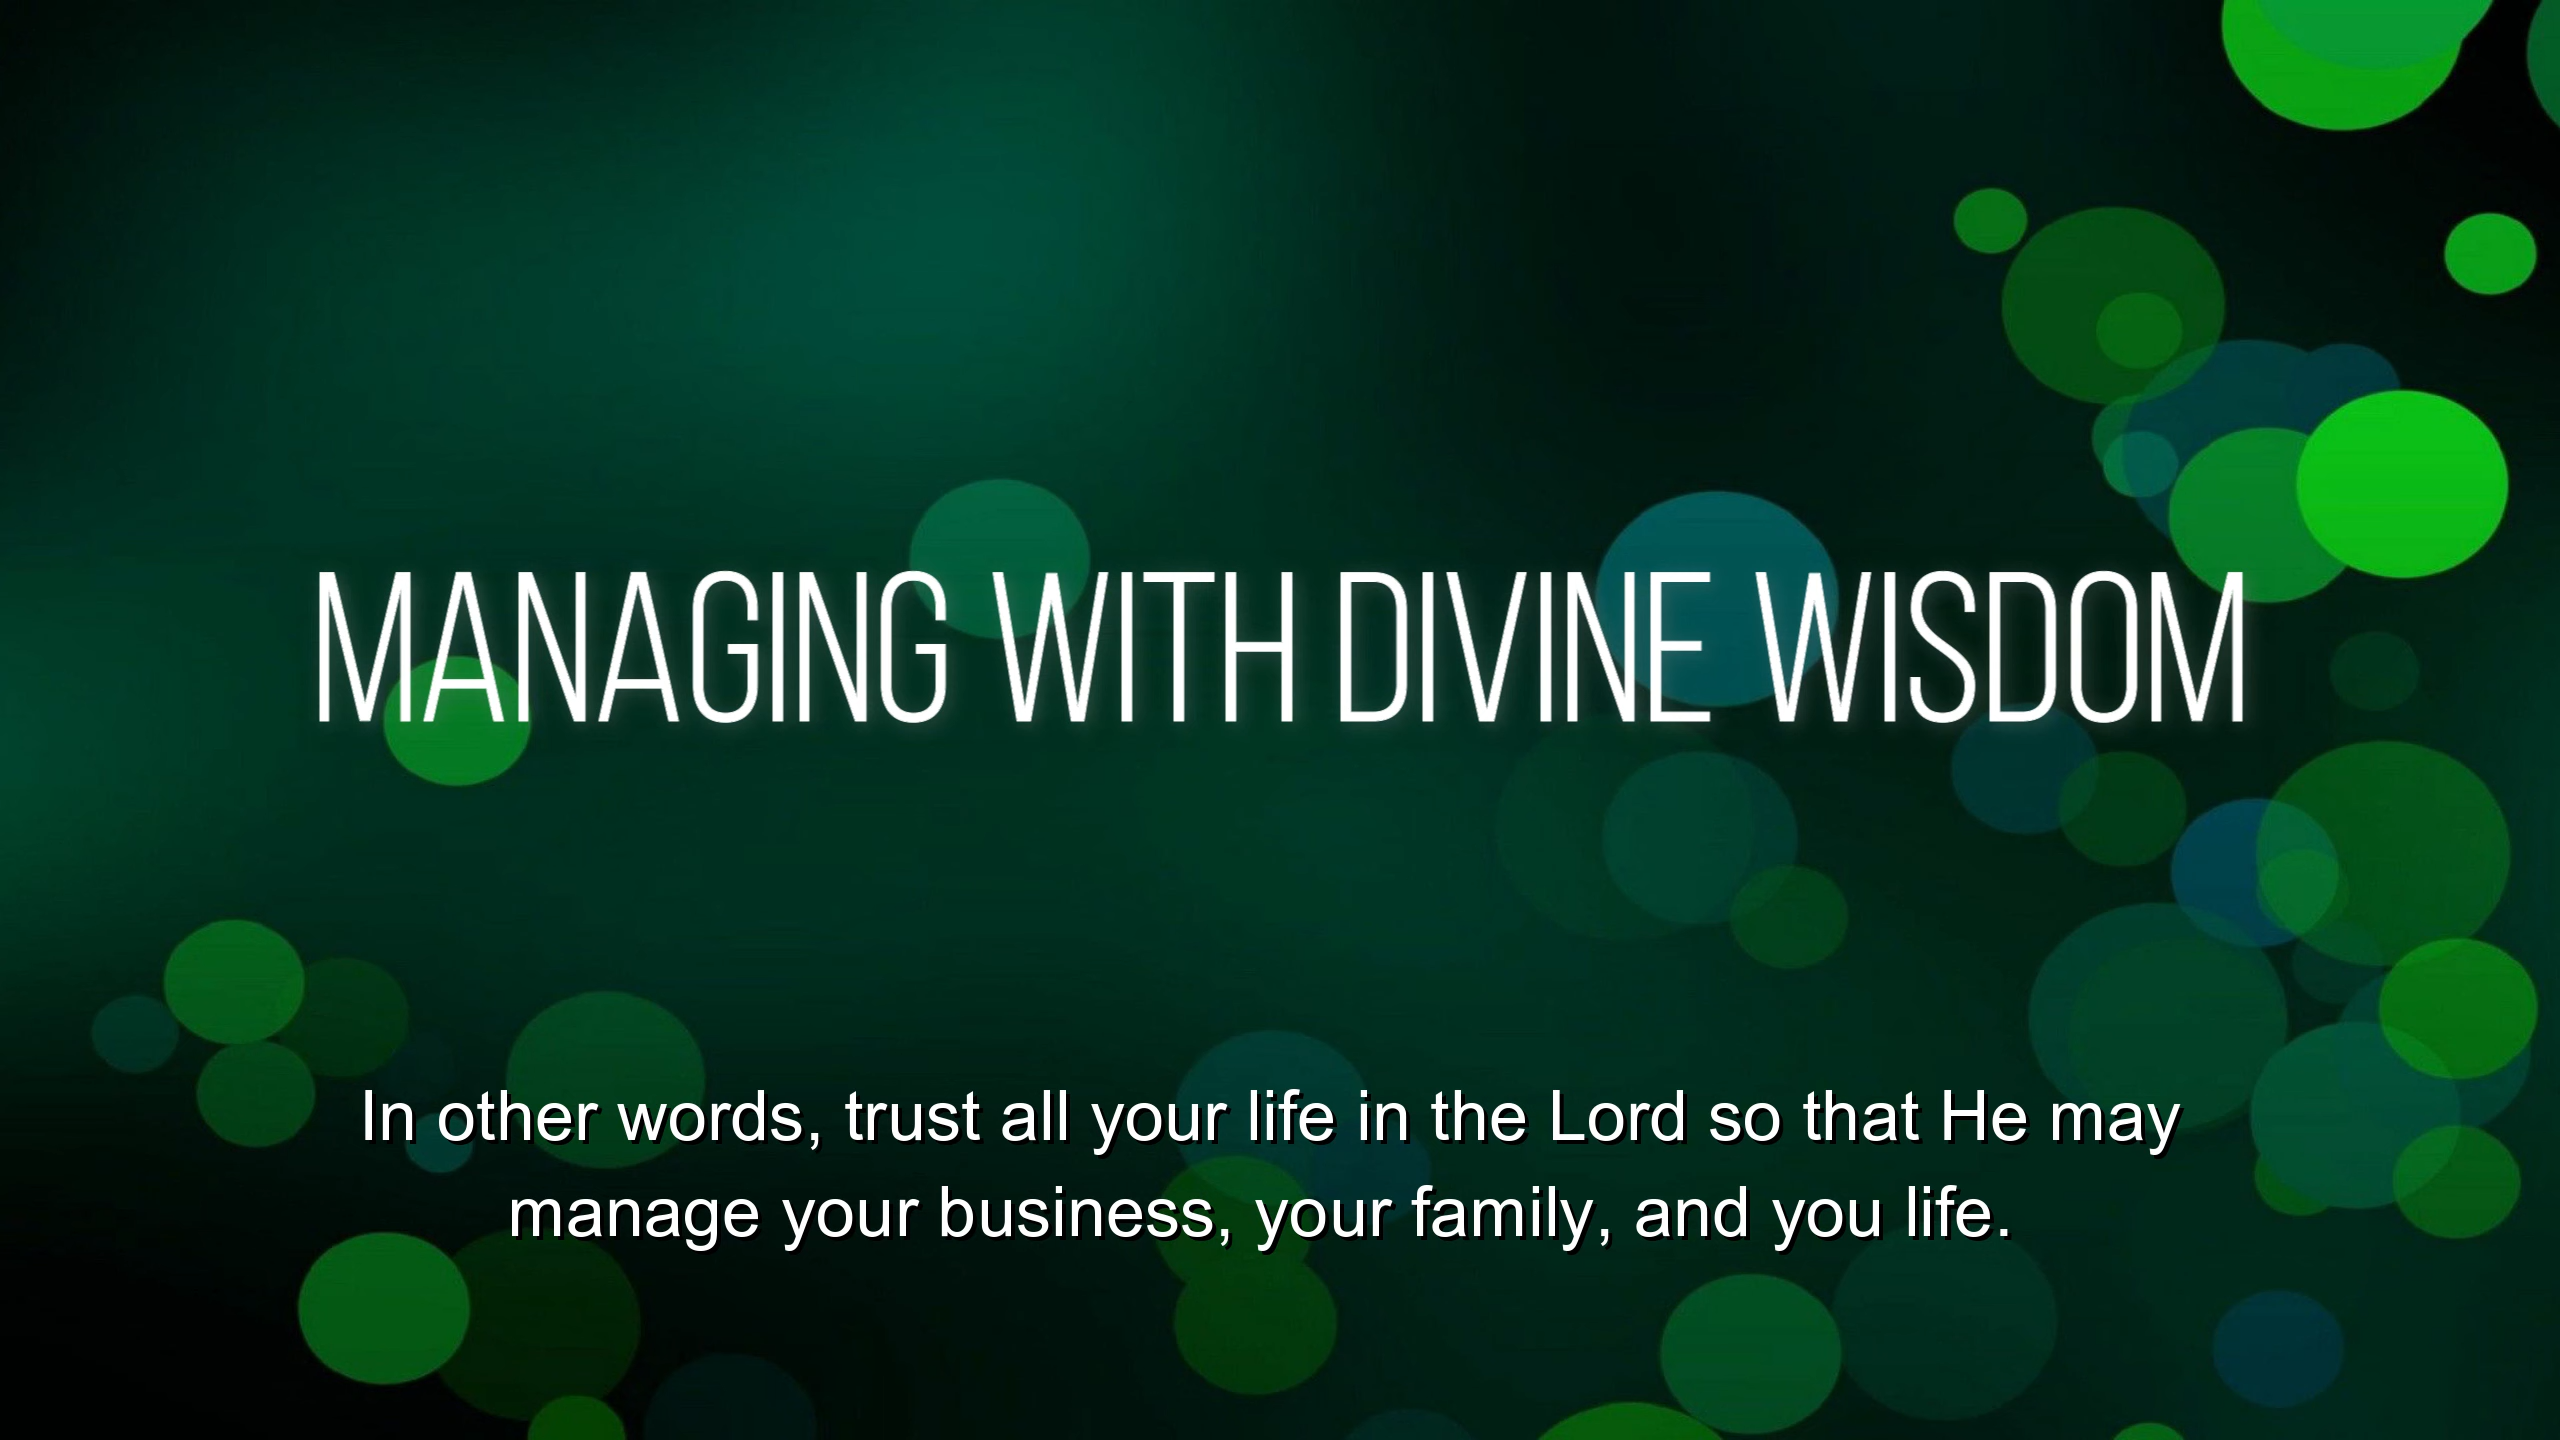 MANAGING WITH DIVINE WISDOM
In other words, trust all your life in the Lord so that He may
manage your business, your family, and you life.